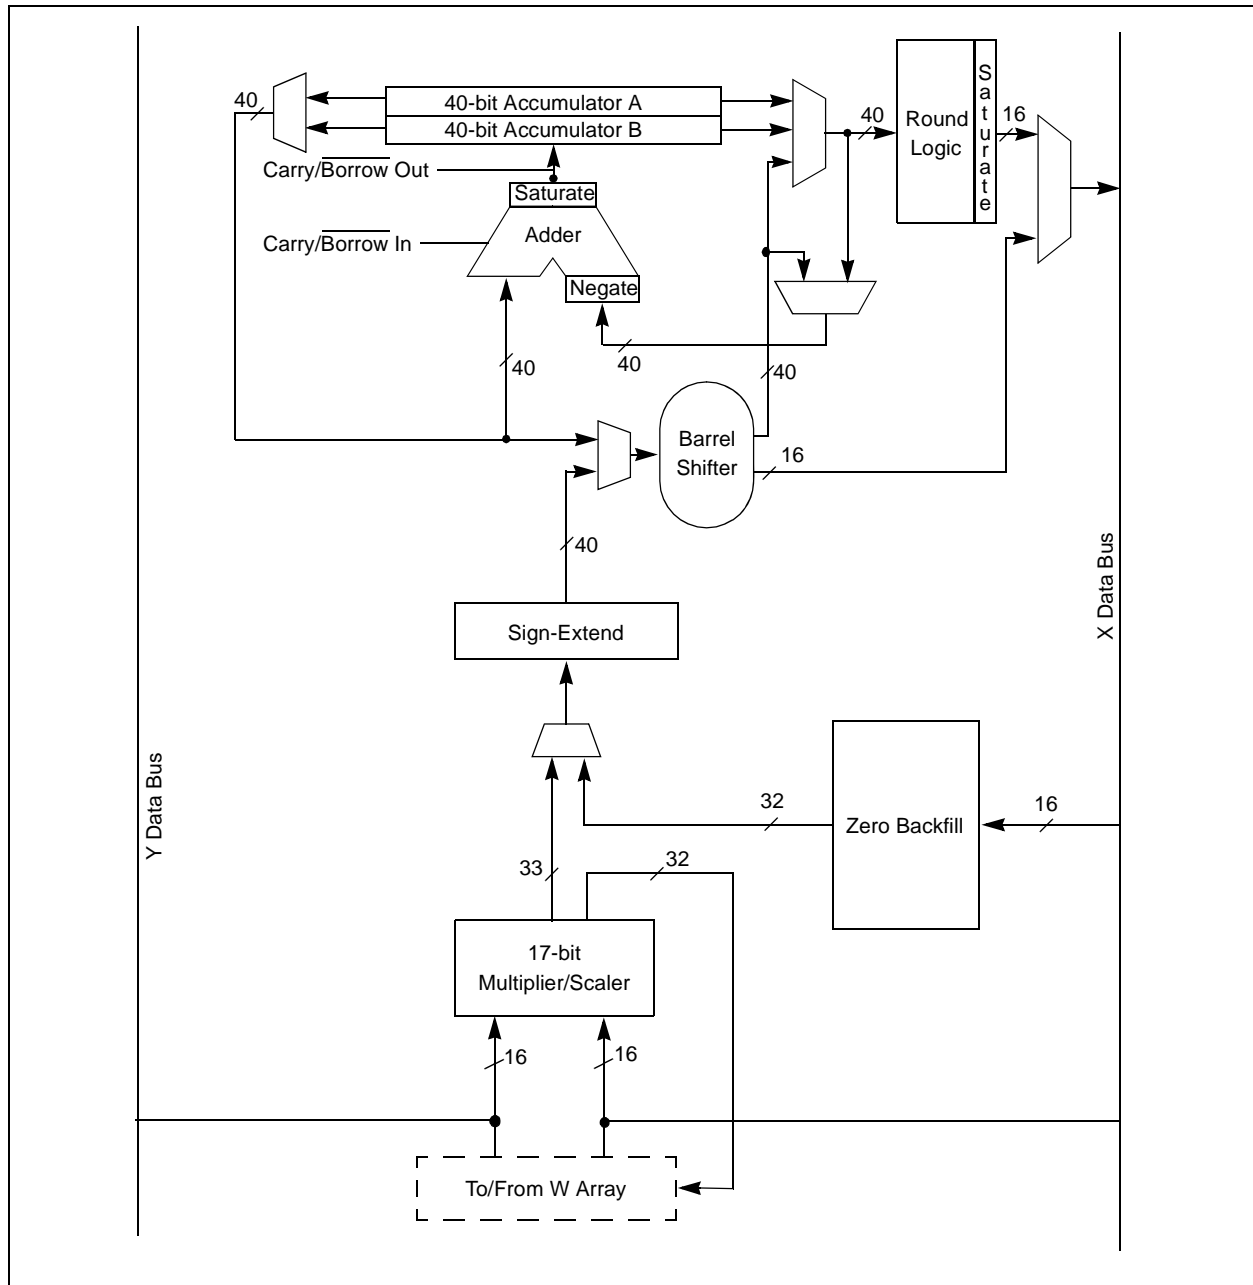 40
40-bit Accumulator A
40-bit Accumulator B
Carry/Borrow Out
Saturate
Carry/Borrow In
Adder
Negate
40
Round
Logic
Saturate
16
40
40
40
Barrel
Shifter
16
40
Sign-Extend
X Data Bus
Y Data Bus
32
Zero Backfill
16
33
32
17-bit
Multiplier/Scaler
16
16
To/From W Array